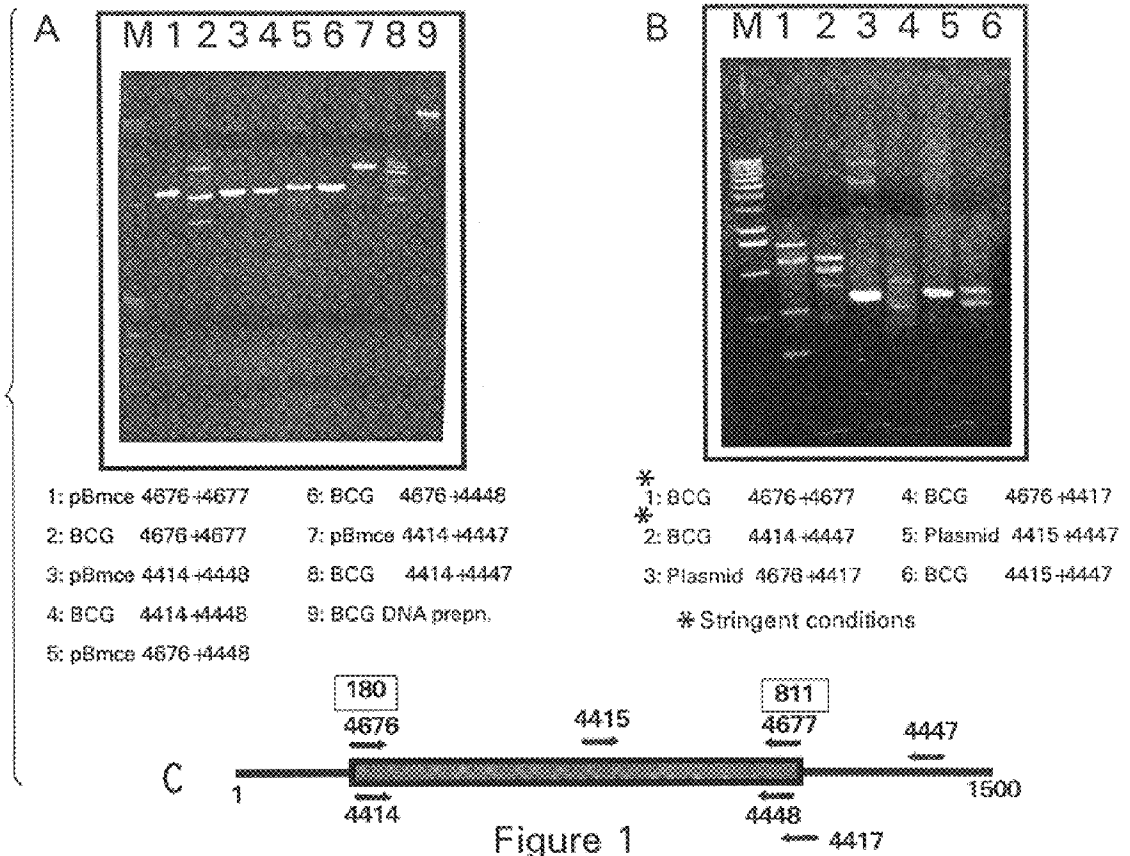 A
M 1 2 3 4 5 6 7 8 9
B
M 1 2 3 4 5 6
1: pBmce 4676+4677
2: BCG 4676+4677
3: pBmce 4414+4448
4: BCG 4414+4448
5: pBmce 4676+4448
6: BCG 4676+4448
7: pBmce 4414+4447
8: BCG 4414+4447
9: BCG DNA prepn.
*
1: BCG 4676+4677
*
2: BCG 4414+4447
3: Plasmid 4676+4417
4: BCG 4676+4417
5: Plasmid 4415+4447
6: BCG 4415+4447
* Stringent conditions
C
180
811
4676
4415
4677
4447
1
1500
4414
4448
4417
Figure 1